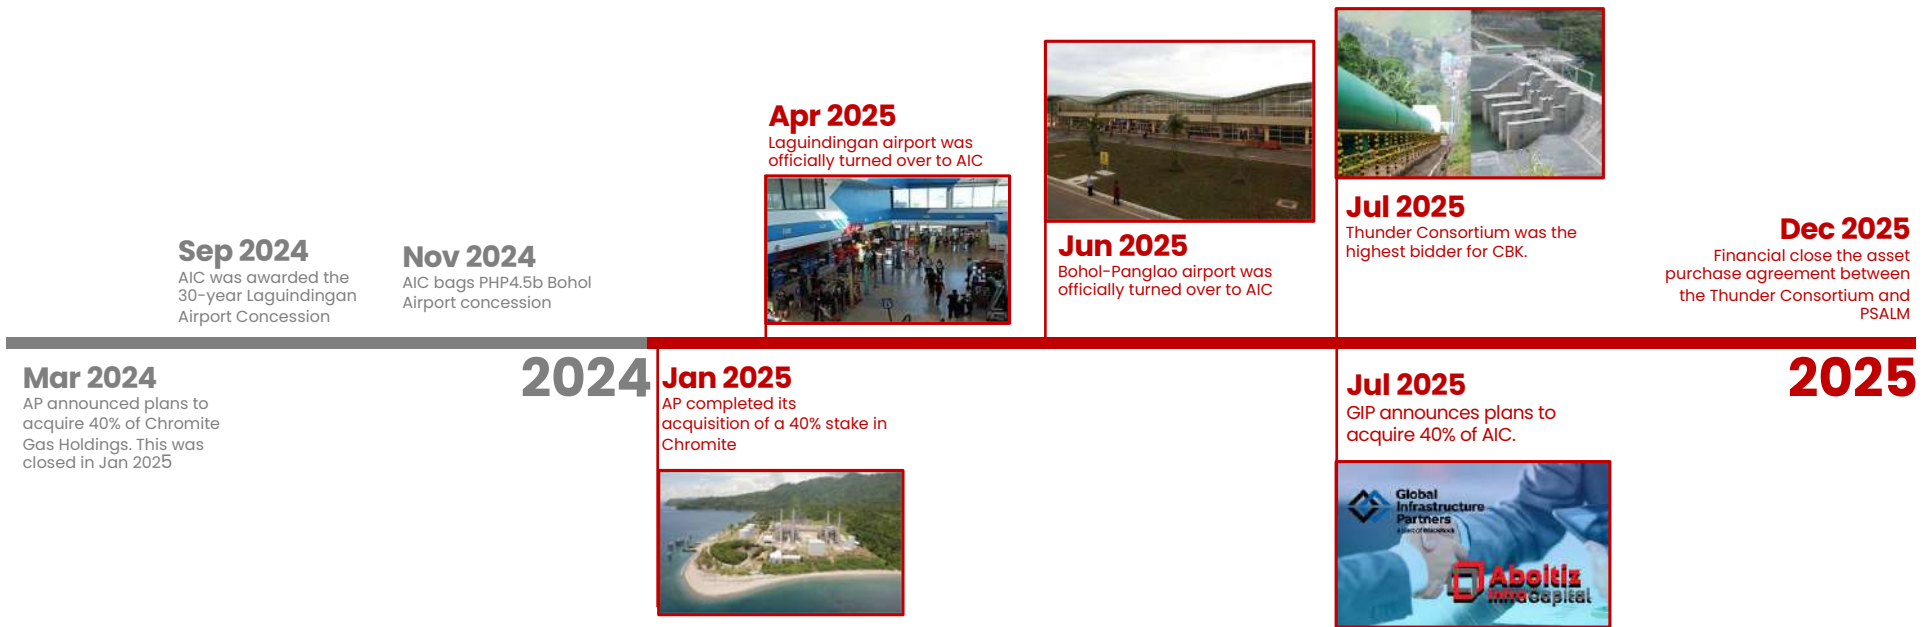 Sep 2024
AIC was awarded the
30-year Laguindingan
Airport Concession
Nov 2024
AIC bags PHP4.5b Bohol
Airport concession
Apr 2025
Laguindingan airport was
officially turned over to AIC
Jun 2025
Bohol-Panglao airport was
officially turned over to AIC
Jul 2025
Thunder Consortium was the
highest bidder for CBK.
Dec 2025
Financial close the asset
purchase agreement between
the Thunder Consortium and
PSALM
Mar 2024
AP announced plans to
acquire 40% of Chromite
Gas Holdings. This was
closed in Jan 2025
2024
Jan 2025
AP completed its
acquisition of a 40% stake in
Chromite
Jul 2025
GIP announces plans to
acquire 40% of AIC.
2025
Global
Infrastructure
Partners
a part of BlackRock
Aboitiz
InfraCapital